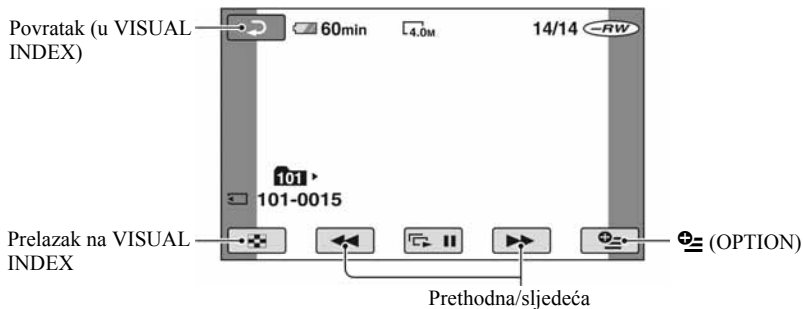 Povratak (u VISUAL
INDEX)
60min
4.0M
14/14
-RW
101
101-0015
Prelazak na VISUAL
INDEX
(OPTION)
Prethodna/sljedeća